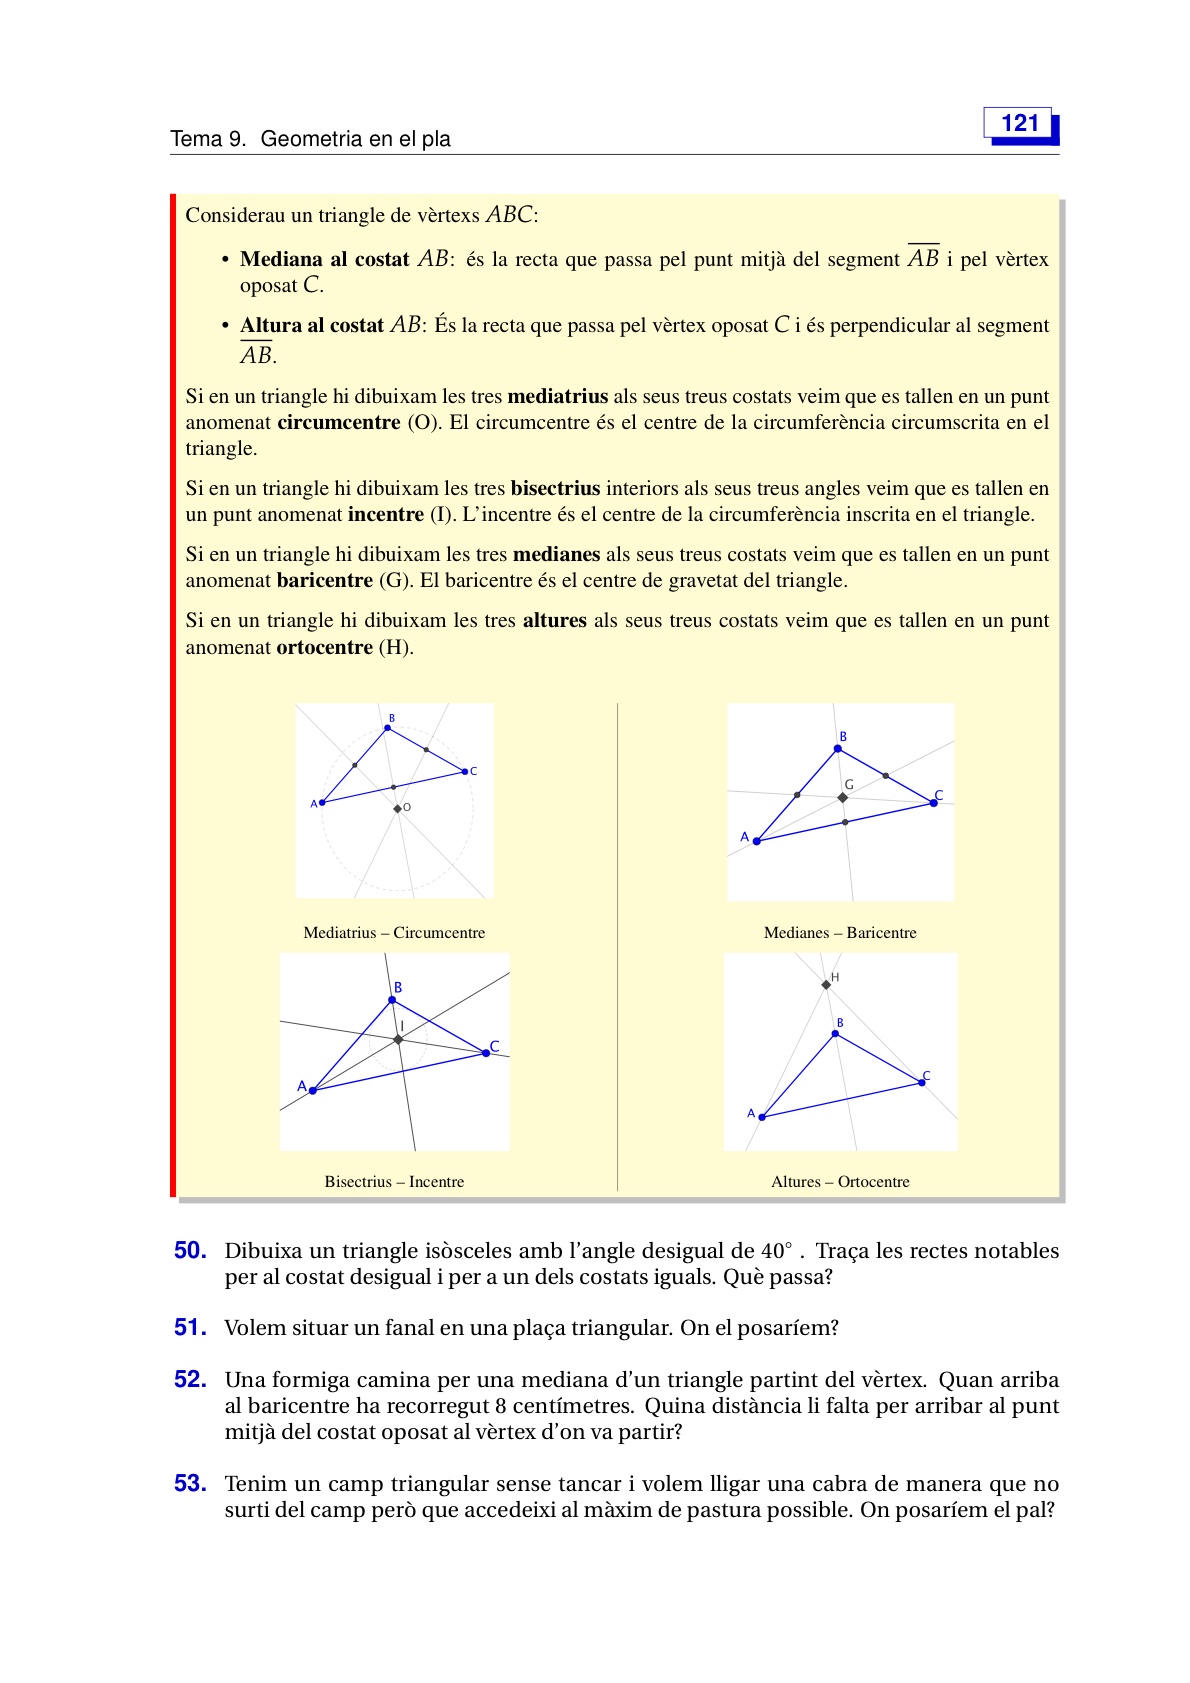 Tema 9. Geometria en el pla
121
Considerau un triangle de vèrtexs ABC:
• Mediana al costat AB: és la recta que passa pel punt mitjà del segment AB i pel vèrtex
oposat C.
• Altura al costat AB: És la recta que passa pel vèrtex oposat C i és perpendicular al segment
AB.
Si en un triangle hi dibuixam les tres mediatrius als seus treus costats veim que es tallen en un punt
anomenat circumcentre (O). El circumcentre és el centre de la circumferència circumscrita en el
triangle.
Si en un triangle hi dibuixam les tres bisectrius interiors als seus treus angles veim que es tallen en
un punt anomenat incentre (I). L'incentre és el centre de la circumferència inscrita en el triangle.
Si en un triangle hi dibuixam les tres medianes als seus treus costats veim que es tallen en un punt
anomenat baricentre (G). El baricentre és el centre de gravetat del triangle.
Si en un triangle hi dibuixam les tres altures als seus treus costats veim que es tallen en un punt
anomenat ortocentre (H).
B
C
A
O
Mediatrius – Circumcentre
B
G
C
A
Medianes – Baricentre
B
I
C
A
Bisectrius – Incentre
H
B
C
A
Altures – Ortocentre
50. Dibuixa un triangle isòsceles amb l'angle desigual de 40° . Traça les rectes notables
per al costat desigual i per a un dels costats iguals. Què passa?
51. Volem situar un fanal en una plaça triangular. On el posaríem?
52. Una formiga camina per una mediana d'un triangle partint del vèrtex. Quan arriba
al baricentre ha recorregut 8 centímetres. Quina distància li falta per arribar al punt
mitjà del costat oposat al vèrtex d'on va partir?
53. Tenim un camp triangular sense tancar i volem lligar una cabra de manera que no
surti del camp però que accedeixi al màxim de pastura possible. On posaríem el pal?